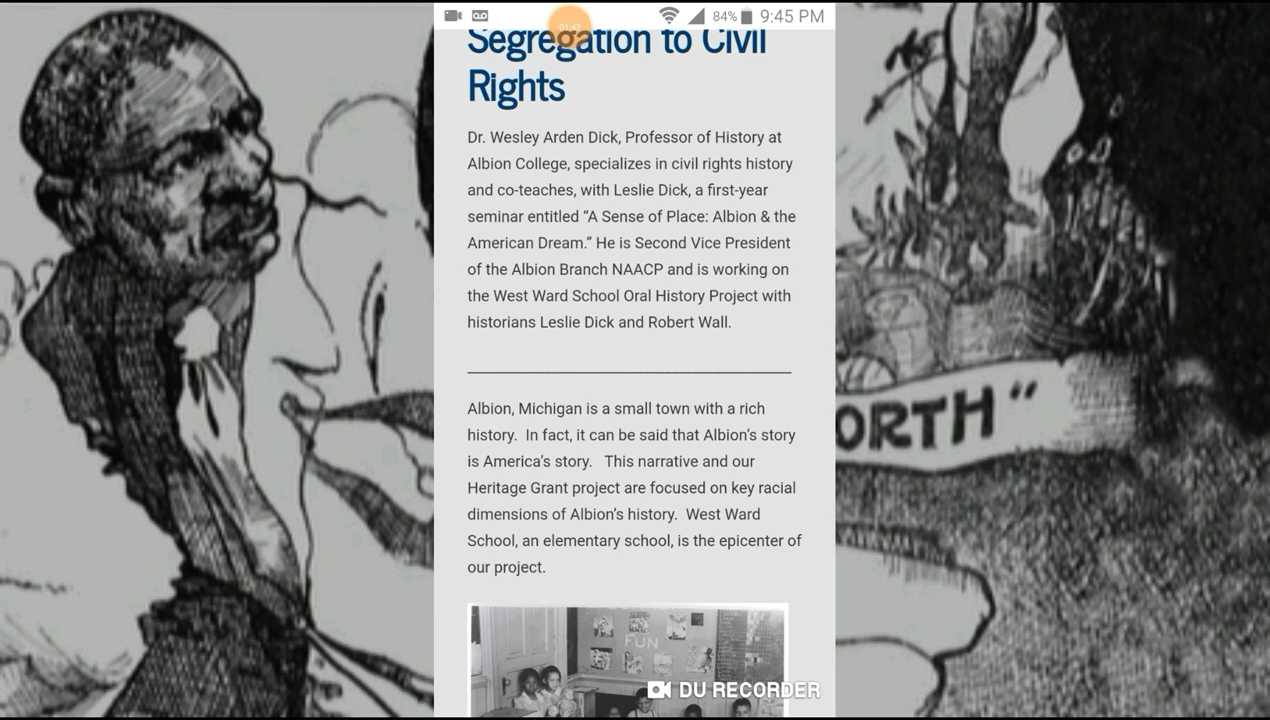 01:43
84% 9:45 PM
Segregation to Civil
Rights
Dr. Wesley Arden Dick, Professor of History at
Albion College, specializes in civil rights history
and co-teaches, with Leslie Dick, a first-year
seminar entitled “A Sense of Place: Albion & the
American Dream.” He is Second Vice President
of the Albion Branch NAACP and is working on
the West Ward School Oral History Project with
historians Leslie Dick and Robert Wall.
Albion, Michigan is a small town with a rich
history.  In fact, it can be said that Albion’s story
is America’s story.   This narrative and our
Heritage Grant project are focused on key racial
dimensions of Albion’s history.  West Ward
School, an elementary school, is the epicenter of
our project.
FUN
DU RECORDER
ORTH"